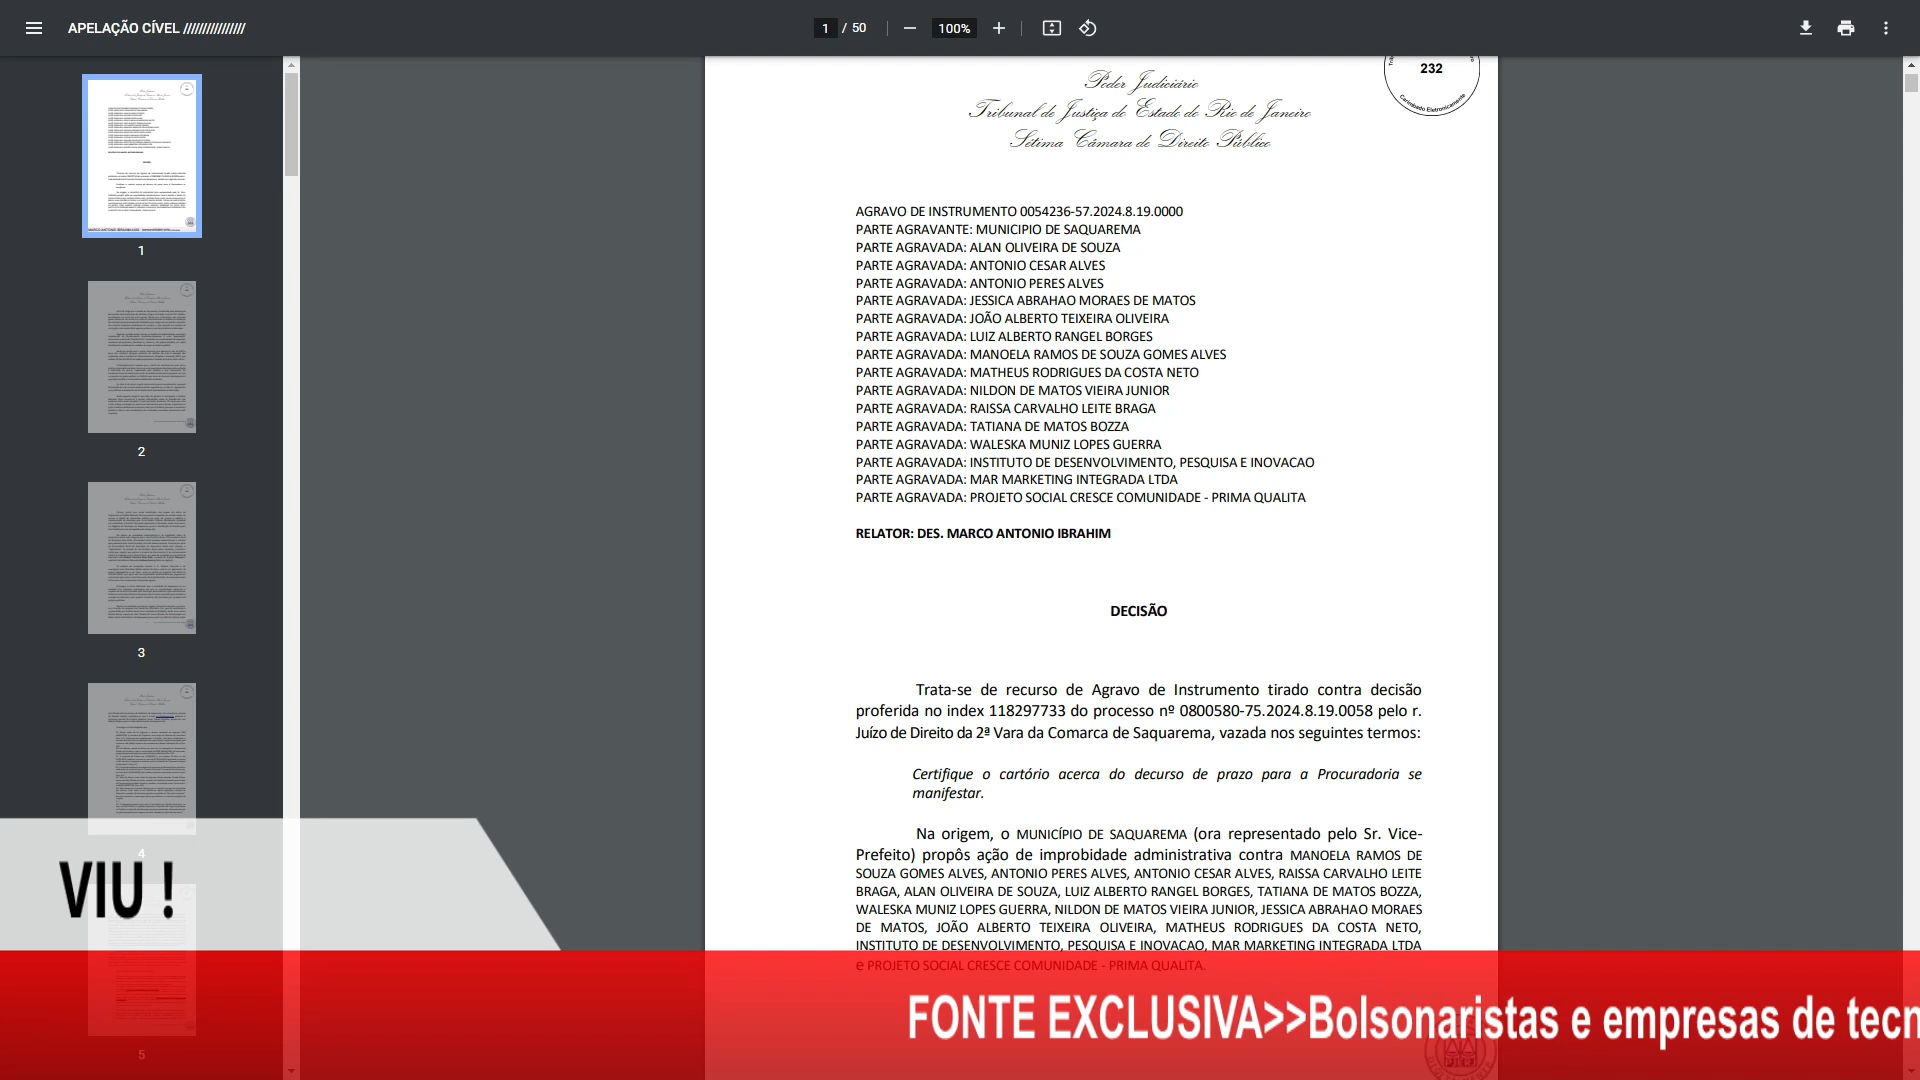 APELAÇÃO CÍVEL ///////////////
1 / 50
100%
1
2
3
4
5
232
Carimbado Eletronicamente
Poder Judiciário
Tribunal de Justiça do Estado do Rio de Janeiro
Sétima Câmara de Direito Público
AGRAVO DE INSTRUMENTO 0054236-57.2024.8.19.0000
PARTE AGRAVANTE: MUNICIPIO DE SAQUAREMA
PARTE AGRAVADA: ALAN OLIVEIRA DE SOUZA
PARTE AGRAVADA: ANTONIO CESAR ALVES
PARTE AGRAVADA: ANTONIO PERES ALVES
PARTE AGRAVADA: JESSICA ABRAHAO MORAES DE MATOS
PARTE AGRAVADA: JOÃO ALBERTO TEIXEIRA OLIVEIRA
PARTE AGRAVADA: LUIZ ALBERTO RANGEL BORGES
PARTE AGRAVADA: MANOELA RAMOS DE SOUZA GOMES ALVES
PARTE AGRAVADA: MATHEUS RODRIGUES DA COSTA NETO
PARTE AGRAVADA: NILDON DE MATOS VIEIRA JUNIOR
PARTE AGRAVADA: RAISSA CARVALHO LEITE BRAGA
PARTE AGRAVADA: TATIANA DE MATOS BOZZA
PARTE AGRAVADA: WALESKA MUNIZ LOPES GUERRA
PARTE AGRAVADA: INSTITUTO DE DESENVOLVIMENTO, PESQUISA E INOVACAO
PARTE AGRAVADA: MAR MARKETING INTEGRADA LTDA
PARTE AGRAVADA: PROJETO SOCIAL CRESCE COMUNIDADE - PRIMA QUALITA
RELATOR: DES. MARCO ANTONIO IBRAHIM
DECISÃO
Trata-se de recurso de Agravo de Instrumento tirado contra decisão
proferida no index 118297733 do processo nº 0800580-75.2024.8.19.0058 pelo r.
Juízo de Direito da 2ª Vara da Comarca de Saquarema, vazada nos seguintes termos:
Certifique o cartório acerca do decurso de prazo para a Procuradoria se
manifestar.
Na origem, o MUNICÍPIO DE SAQUAREMA (ora representado pelo Sr. Vice-
Prefeito) propôs ação de improbidade administrativa contra MANOELA RAMOS DE
SOUZA GOMES ALVES, ANTONIO PERES ALVES, ANTONIO CESAR ALVES, RAISSA CARVALHO LEITE
BRAGA, ALAN OLIVEIRA DE SOUZA, LUIZ ALBERTO RANGEL BORGES, TATIANA DE MATOS BOZZA,
WALESKA MUNIZ LOPES GUERRA, NILDON DE MATOS VIEIRA JUNIOR, JESSICA ABRAHAO MORAES
DE MATOS, JOÃO ALBERTO TEIXEIRA OLIVEIRA, MATHEUS RODRIGUES DA COSTA NETO,
INSTITUTO DE DESENVOLVIMENTO, PESQUISA E INOVACAO, MAR MARKETING INTEGRADA LTDA
e PROJETO SOCIAL CRESCE COMUNIDADE - PRIMA QUALITA.
VIU !
FONTE EXCLUSIVA>>Bolsonaristas e empresas de tecn